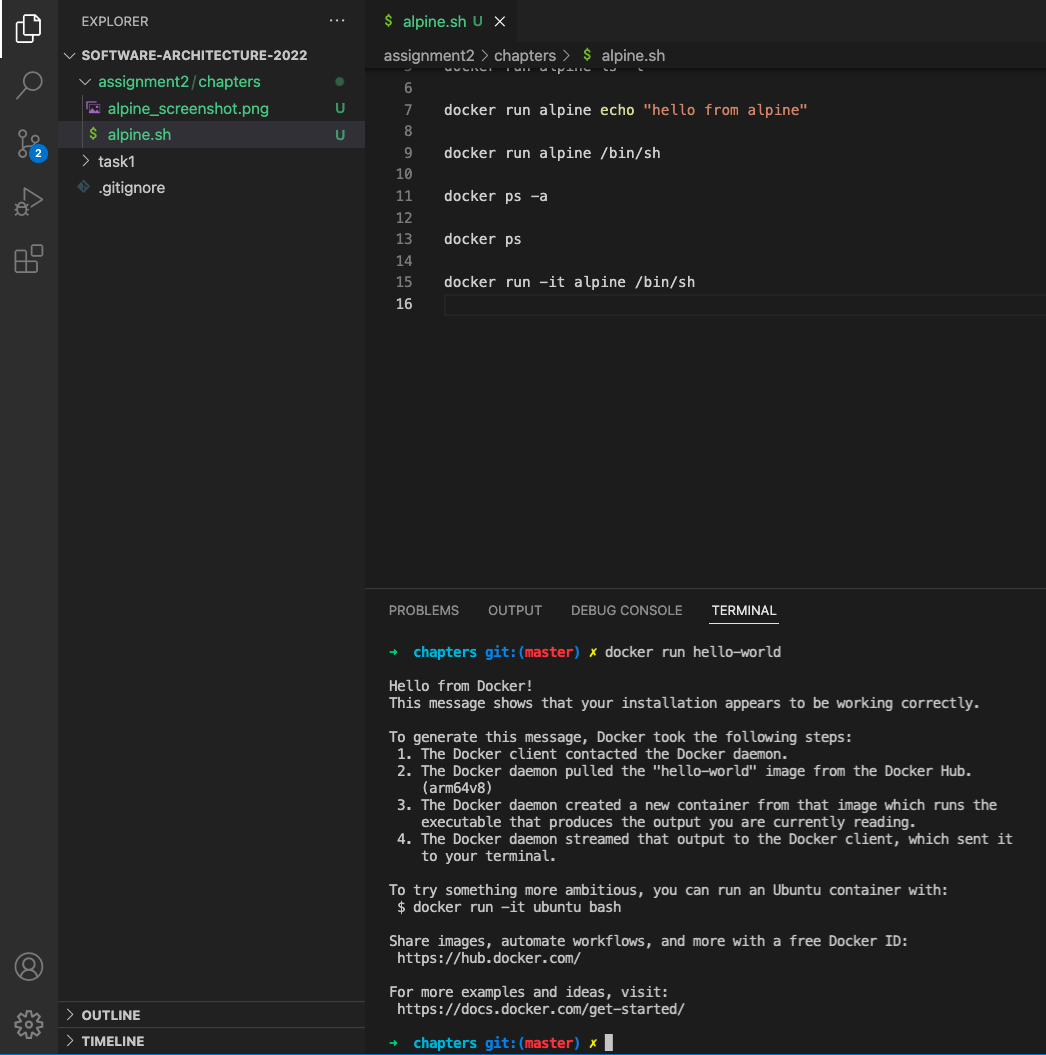 EXPLORER
SOFTWARE-ARCHITECTURE-2022
assignment2/chapters
alpine_screenshot.png U
$ alpine.sh U
task1
.gitignore
2
OUTLINE
TIMELINE
$ alpine.sh U
assignment2 > chapters > $ alpine.sh
5 docker run alpine ls -l
6
7 docker run alpine echo "hello from alpine"
8
9 docker run alpine /bin/sh
10
11 docker ps -a
12
13 docker ps
14
15 docker run -it alpine /bin/sh
16
PROBLEMS OUTPUT DEBUG CONSOLE TERMINAL
→ chapters git:(master) ✗ docker run hello-world
Hello from Docker!
This message shows that your installation appears to be working correctly.
To generate this message, Docker took the following steps:
1. The Docker client contacted the Docker daemon.
2. The Docker daemon pulled the "hello-world" image from the Docker Hub.
(arm64v8)
3. The Docker daemon created a new container from that image which runs the
executable that produces the output you are currently reading.
4. The Docker daemon streamed that output to the Docker client, which sent it
to your terminal.
To try something more ambitious, you can run an Ubuntu container with:
$ docker run -it ubuntu bash
Share images, automate workflows, and more with a free Docker ID:
https://hub.docker.com/
For more examples and ideas, visit:
https://docs.docker.com/get-started/
→ chapters git:(master) ✗